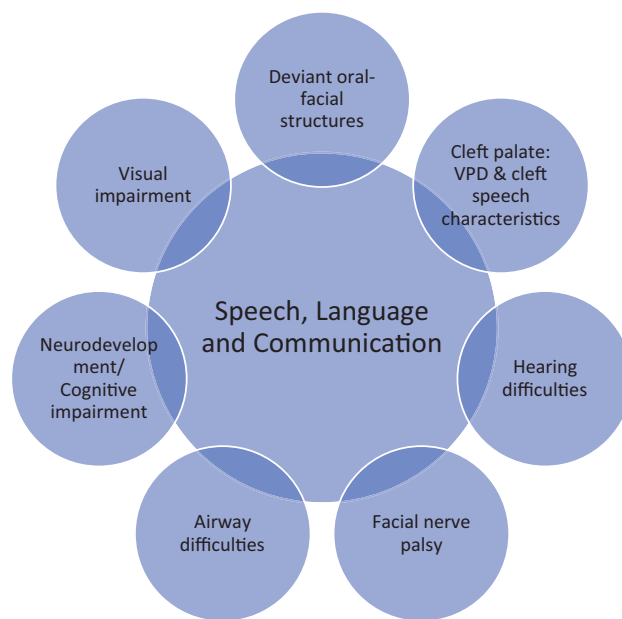 Deviant oral-
facial
structures
Cleft palate:
VPD & cleft
speech
characteristics
Visual
impairment
Speech, Language
and Communication
Neurodevelop
ment/
Cognitive
impairment
Hearing
difficulties
Airway
difficulties
Facial nerve
palsy